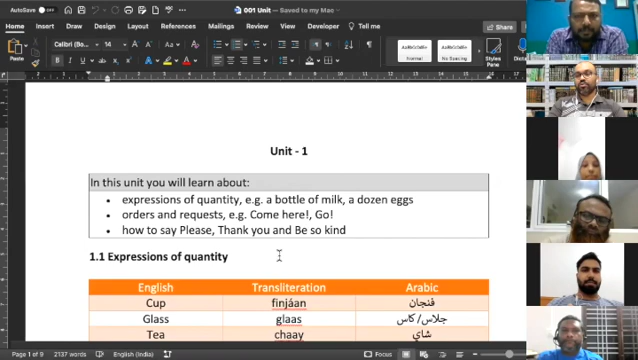 AutoSave OFF
001 Unit - Saved to my Mac
Home Insert Draw Design Layout References Mailings Review View Developer Tell me
Share
Paste
Calibri (Bo...
AaBbCcDdEe
AaBbCcDdEe
Normal
No Spacing
Styles
Pane
Unit - 1
In this unit you will learn about:
• expressions of quantity, e.g. a bottle of milk, a dozen eggs
• orders and requests, e.g. Come here!, Go!
• how to say Please, Thank you and Be so kind
1.1 Expressions of quantity
English Transliteration Arabic
Cup finjáan فنجان
Glass glaas جلاس/كاس
Tea chaay شاي
Page 1 of 9 2137 words English (India) Focus